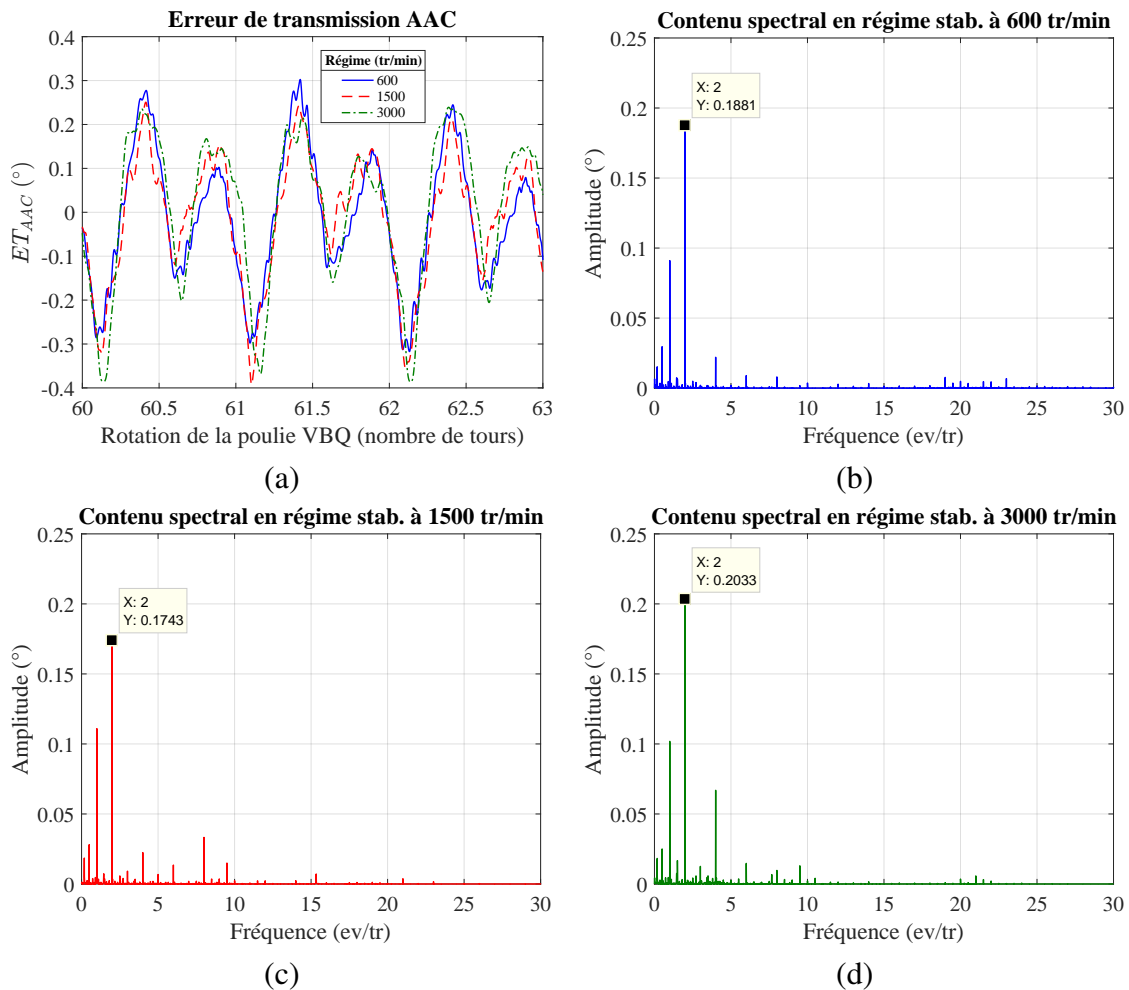 Erreur de transmission AAC
Régime (tr/min)
600
1500
3000
0.4
0.3
0.2
0.1
0
-0.1
-0.2
-0.3
-0.4
ET_AAC (°)
60 60.5 61 61.5 62 62.5 63
Rotation de la poulie VBQ (nombre de tours)
(a)
Contenu spectral en régime stab. à 600 tr/min
X: 2
Y: 0.1881
0.25
0.2
0.15
0.1
0.05
0
Amplitude (°)
0 5 10 15 20 25 30
Fréquence (ev/tr)
(b)
Contenu spectral en régime stab. à 1500 tr/min
X: 2
Y: 0.1743
0.25
0.2
0.15
0.1
0.05
0
Amplitude (°)
0 5 10 15 20 25 30
Fréquence (ev/tr)
(c)
Contenu spectral en régime stab. à 3000 tr/min
X: 2
Y: 0.2033
0.25
0.2
0.15
0.1
0.05
0
Amplitude (°)
0 5 10 15 20 25 30
Fréquence (ev/tr)
(d)